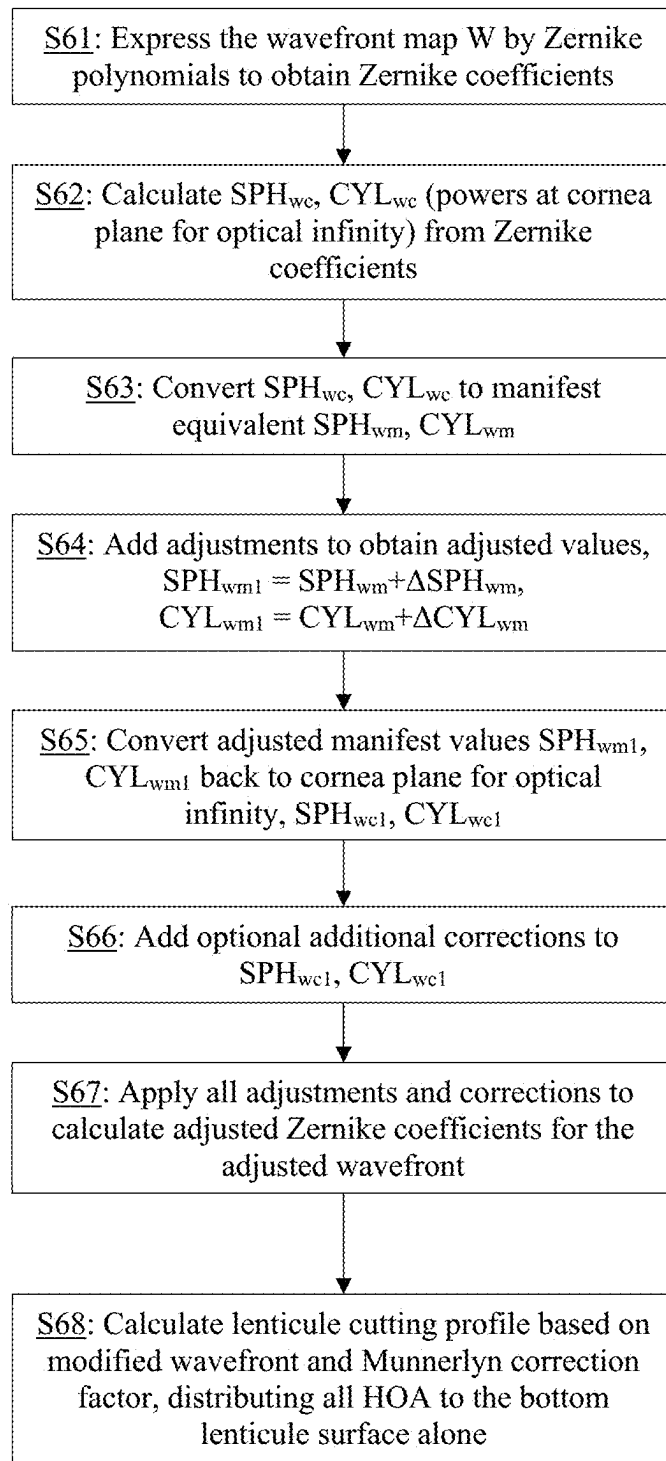 S61: Express the wavefront map W by Zernike
polynomials to obtain Zernike coefficients
S62: Calculate SPHwc, CYLwc (powers at cornea
plane for optical infinity) from Zernike
coefficients
S63: Convert SPHwc, CYLwc to manifest
equivalent SPHwm, CYLwm
S64: Add adjustments to obtain adjusted values,
SPHwm1 = SPHwm+ΔSPHwm,
CYLwm1 = CYLwm+ΔCYLwm
S65: Convert adjusted manifest values SPHwm1,
CYLwm1 back to cornea plane for optical
infinity, SPHwc1, CYLwc1
S66: Add optional additional corrections to
SPHwc1, CYLwc1
S67: Apply all adjustments and corrections to
calculate adjusted Zernike coefficients for the
adjusted wavefront
S68: Calculate lenticule cutting profile based on
modified wavefront and Munnerlyn correction
factor, distributing all HOA to the bottom
lenticule surface alone